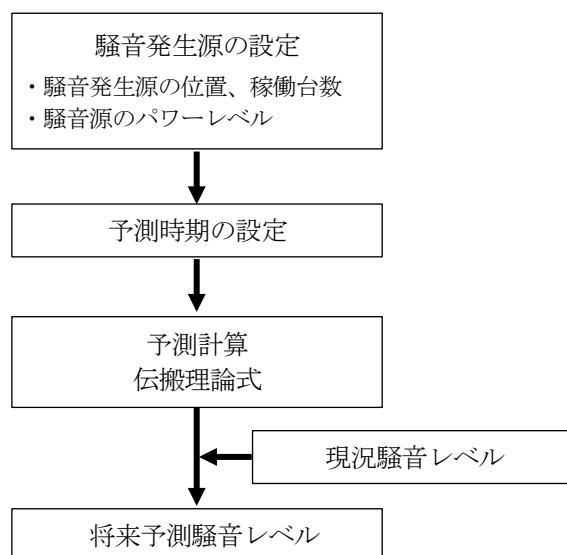 騒音発生源の設定
・騒音発生源の位置、稼働台数
・騒音源のパワーレベル
予測時期の設定
予測計算
伝搬理論式
現況騒音レベル
将来予測騒音レベル